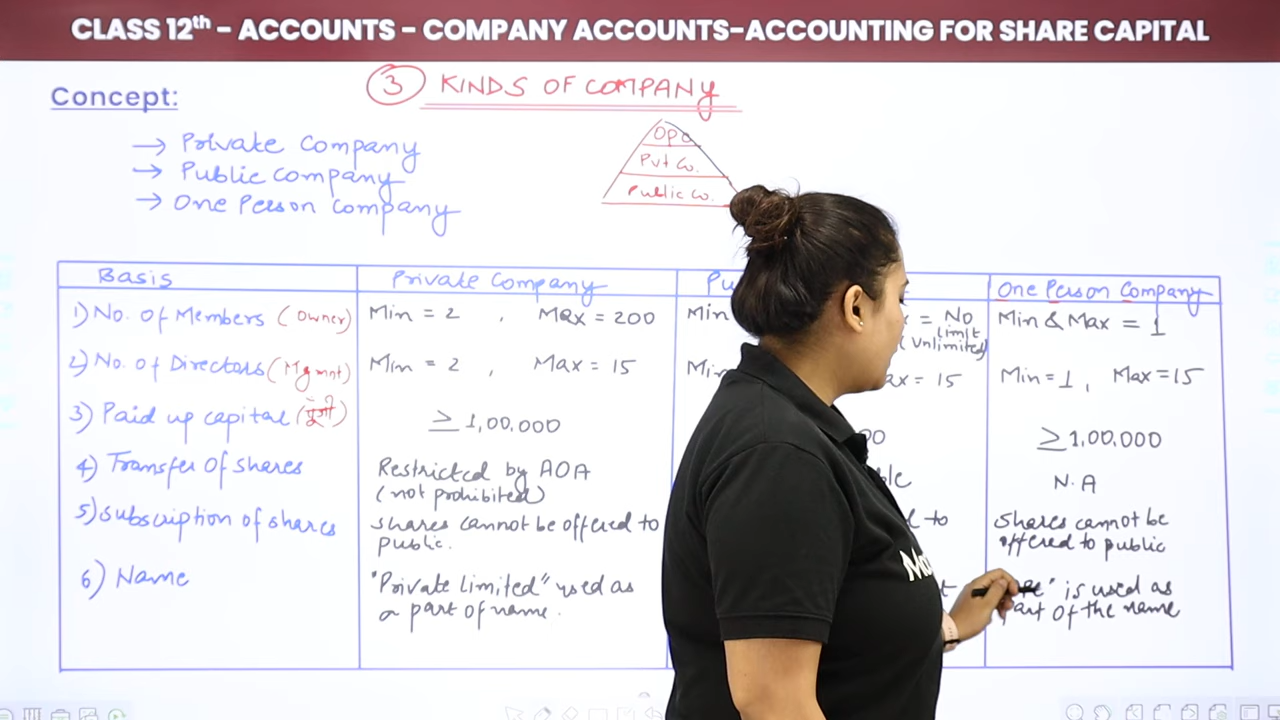 CLASS 12th – ACCOUNTS – COMPANY ACCOUNTS-ACCOUNTING FOR SHARE CAPITAL
Concept:
③ KINDS OF COMPANY
→ Private Company
→ Public Company
→ One Person Company
OPC
Pvt Co.
Public Co.
Basis
Private Company
One Person Company
1) No. of Members (Owner)
Min = 2 , Max = 200
Min
= No
limit
(Unlimited)
Min & Max = 1
2) No. of Directors (Mgmnt)
Min = 2 , Max = 15
Min
= 15
Min = 1, Max = 15
3) Paid up capital (पूँजी)
≥ 1,00,000
≥ 1,00,000
4) Transfer of shares
Restricted by AOA
(not prohibited)
N.A
5) Subscription of shares
Shares cannot be offered to
public.
to
Shares cannot be
offered to public
6) Name
"Private Limited" used as
a part of name.
is used as
part of the name